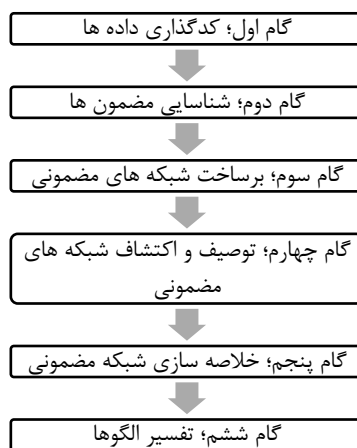 گام اول؛ کدگذاری داده ها
گام دوم؛ شناسایی مضمون ها
گام سوم؛ برساخت شبکه های مضمونی
گام چهارم؛ توصیف و اکتشاف شبکه های
مضمونی
گام پنجم؛ خلاصه سازی شبکه مضمونی
گام ششم؛ تفسیر الگوها